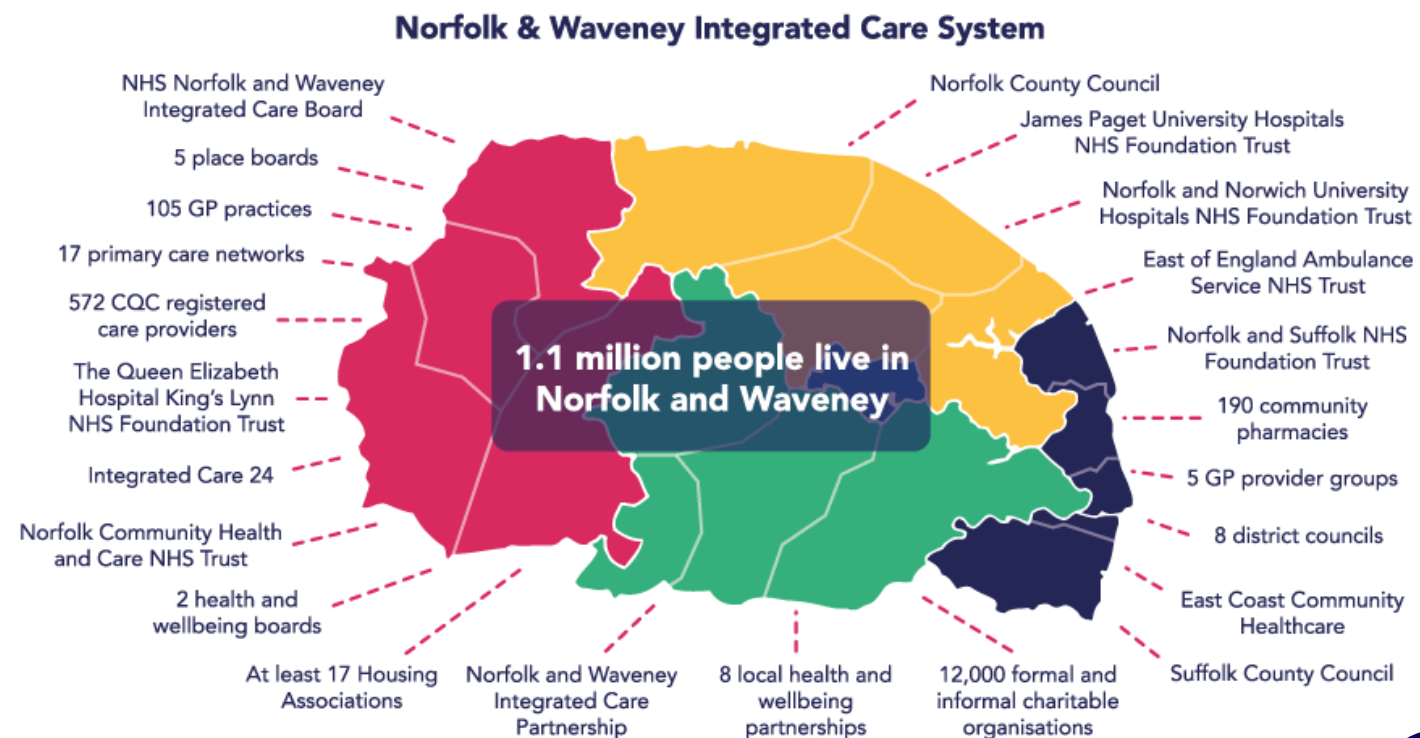 Norfolk & Waveney Integrated Care System
NHS Norfolk and Waveney
Integrated Care Board
5 place boards
105 GP practices
17 primary care networks
572 CQC registered
care providers
The Queen Elizabeth
Hospital King's Lynn
NHS Foundation Trust
Integrated Care 24
Norfolk Community Health
and Care NHS Trust
2 health and
wellbeing boards
At least 17 Housing
Associations
Norfolk and Waveney
Integrated Care
Partnership
8 local health and
wellbeing
partnerships
12,000 formal and
informal charitable
organisations
Norfolk County Council
James Paget University Hospitals
NHS Foundation Trust
Norfolk and Norwich University
Hospitals NHS Foundation Trust
East of England Ambulance
Service NHS Trust
Norfolk and Suffolk NHS
Foundation Trust
190 community
pharmacies
5 GP provider groups
8 district councils
East Coast Community
Healthcare
Suffolk County Council
1.1 million people live in
Norfolk and Waveney